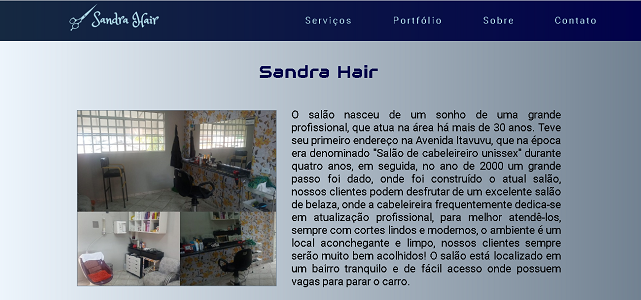 Sandra Hair
Serviços Portfólio Sobre Contato
Sandra Hair
O salão nasceu de um sonho de uma grande
profissional, que atua na área há mais de 30 anos. Teve
seu primeiro endereço na Avenida Itavuvu, que na época
era denominado "Salão de cabeleireiro unissex" durante
quatro anos, em seguida, no ano de 2000 um grande
passo foi dado, onde foi construído o atual salão,
nossos clientes podem desfrutar de um excelente salão
de belaza, onde a cabeleireira frequentemente dedica-se
em atualização profissional, para melhor atendê-los,
sempre com cortes lindos e modernos, o ambiente é um
local aconchegante e limpo, nossos clientes sempre
serão muito bem acolhidos! O salão está localizado em
um bairro tranquilo e de fácil acesso onde possuem
vagas para parar o carro.